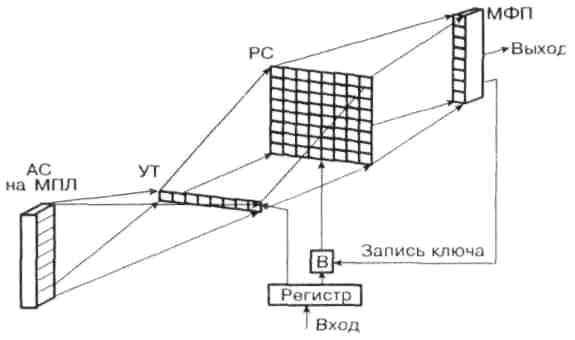 МФП
Выход
РС
УТ
АС
на МПЛ
Запись ключа
В
Регистр
Вход